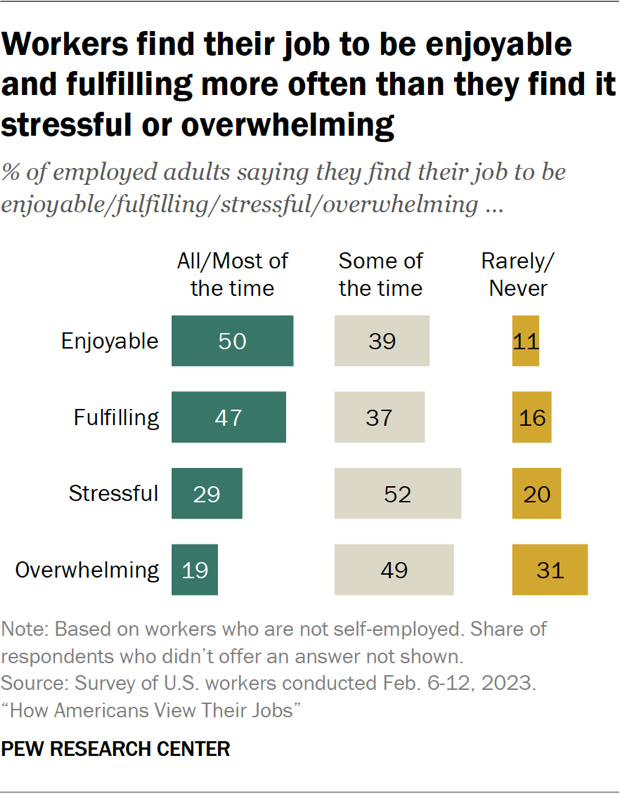 Workers find their job to be enjoyable
and fulfilling more often than they find it
stressful or overwhelming
% of employed adults saying they find their job to be
enjoyable/fulfilling/stressful/overwhelming ...
All/Most of the time
Some of the time
Rarely/ Never
Enjoyable 50 39 11
Fulfilling 47 37 16
Stressful 29 52 20
Overwhelming 19 49 31
Note: Based on workers who are not self-employed. Share of
respondents who didn’t offer an answer not shown.
Source: Survey of U.S. workers conducted Feb. 6-12, 2023.
“How Americans View Their Jobs”
PEW RESEARCH CENTER